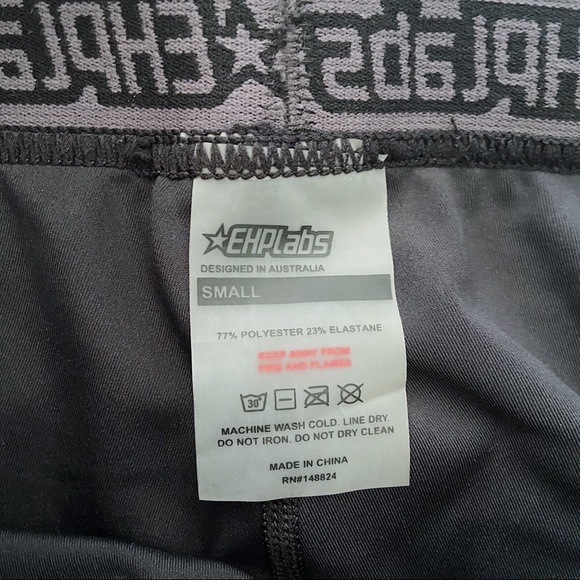 EHPLabs
EHPLabs
DESIGNED IN AUSTRALIA
SMALL
77% POLYESTER 23% ELASTANE
KEEP AWAY FROM
FIRE AND FLAMES
30°
MACHINE WASH COLD. LINE DRY.
DO NOT IRON. DO NOT DRY CLEAN
MADE IN CHINA
RN#148824